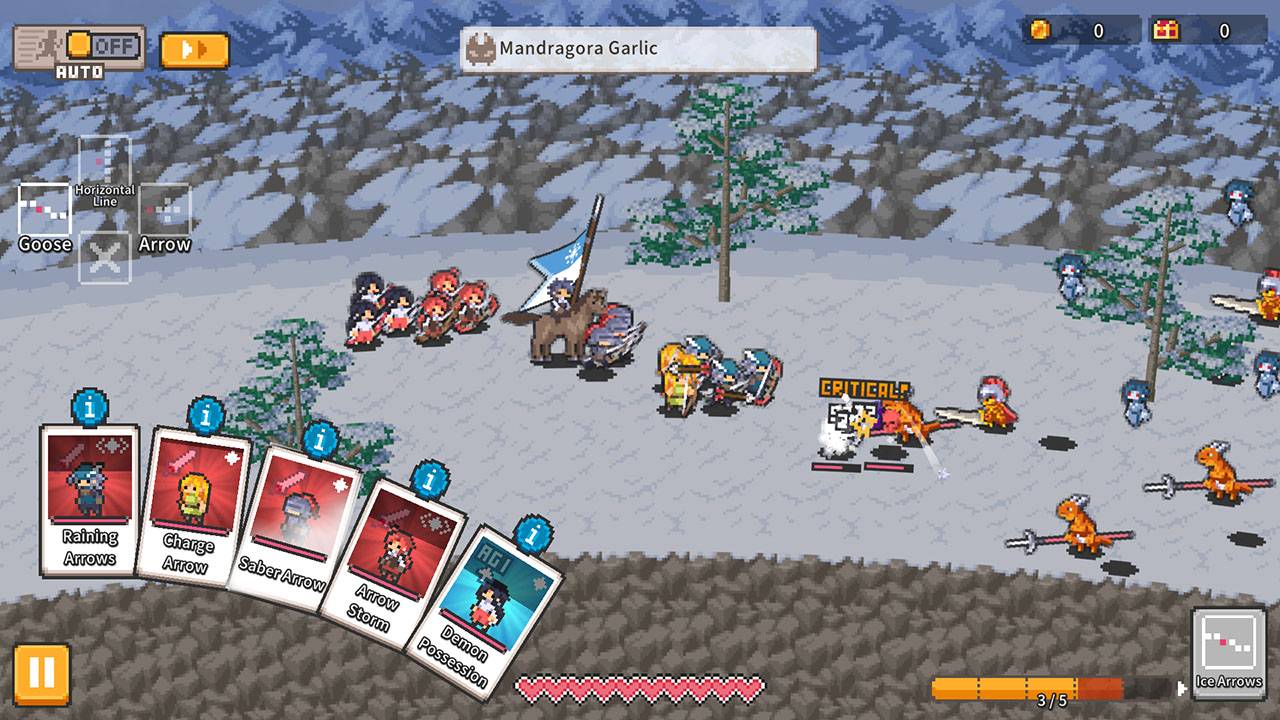 OFF
AUTO
Mandragora Garlic
0
0
Horizontal
Line
Goose
Arrow
CRITICAL!
Raining
Arrows
Charge
Arrow
Saber Arrow
Arrow
Storm
AGI
Demon
Possession
3/5
Ice Arrows